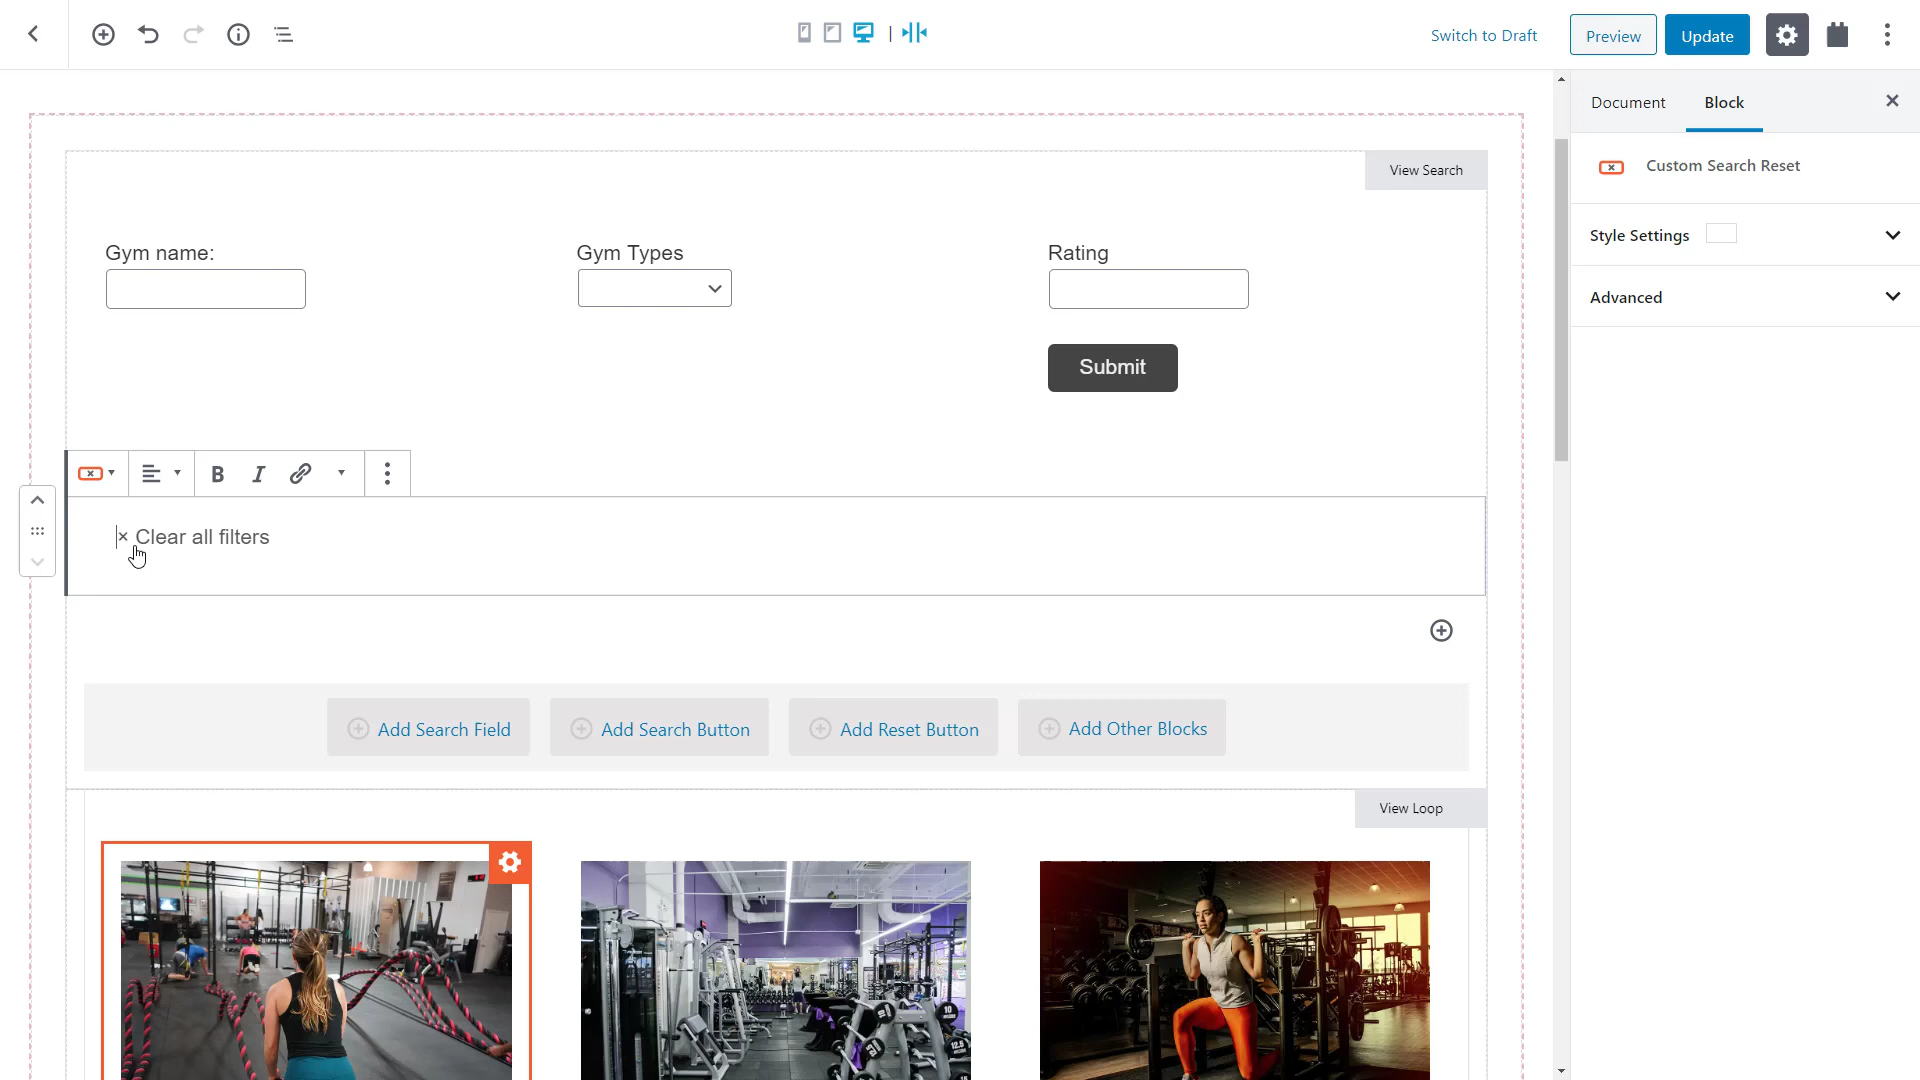 Switch to Draft
Preview
Update
Document
Block
Custom Search Reset
Style Settings
Advanced
View Search
Gym name:
Gym Types
Rating
Submit
B I
× Clear all filters
Add Search Field
Add Search Button
Add Reset Button
Add Other Blocks
View Loop